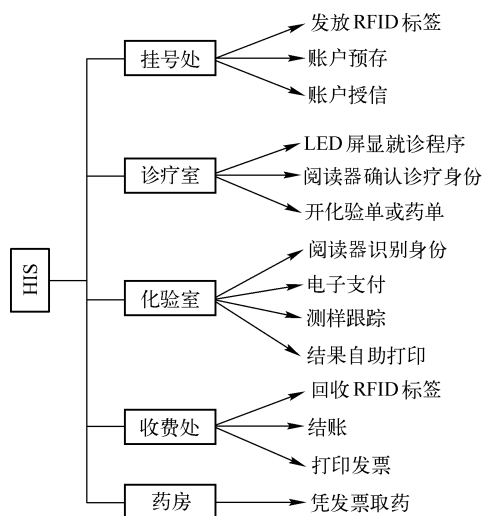 HIS
挂号处
发放RFID标签
账户预存
账户授信
诊疗室
LED屏显就诊程序
阅读器确认诊疗身份
开化验单或药单
化验室
阅读器识别身份
电子支付
测样跟踪
结果自助打印
收费处
回收RFID标签
结账
打印发票
药房
凭发票取药